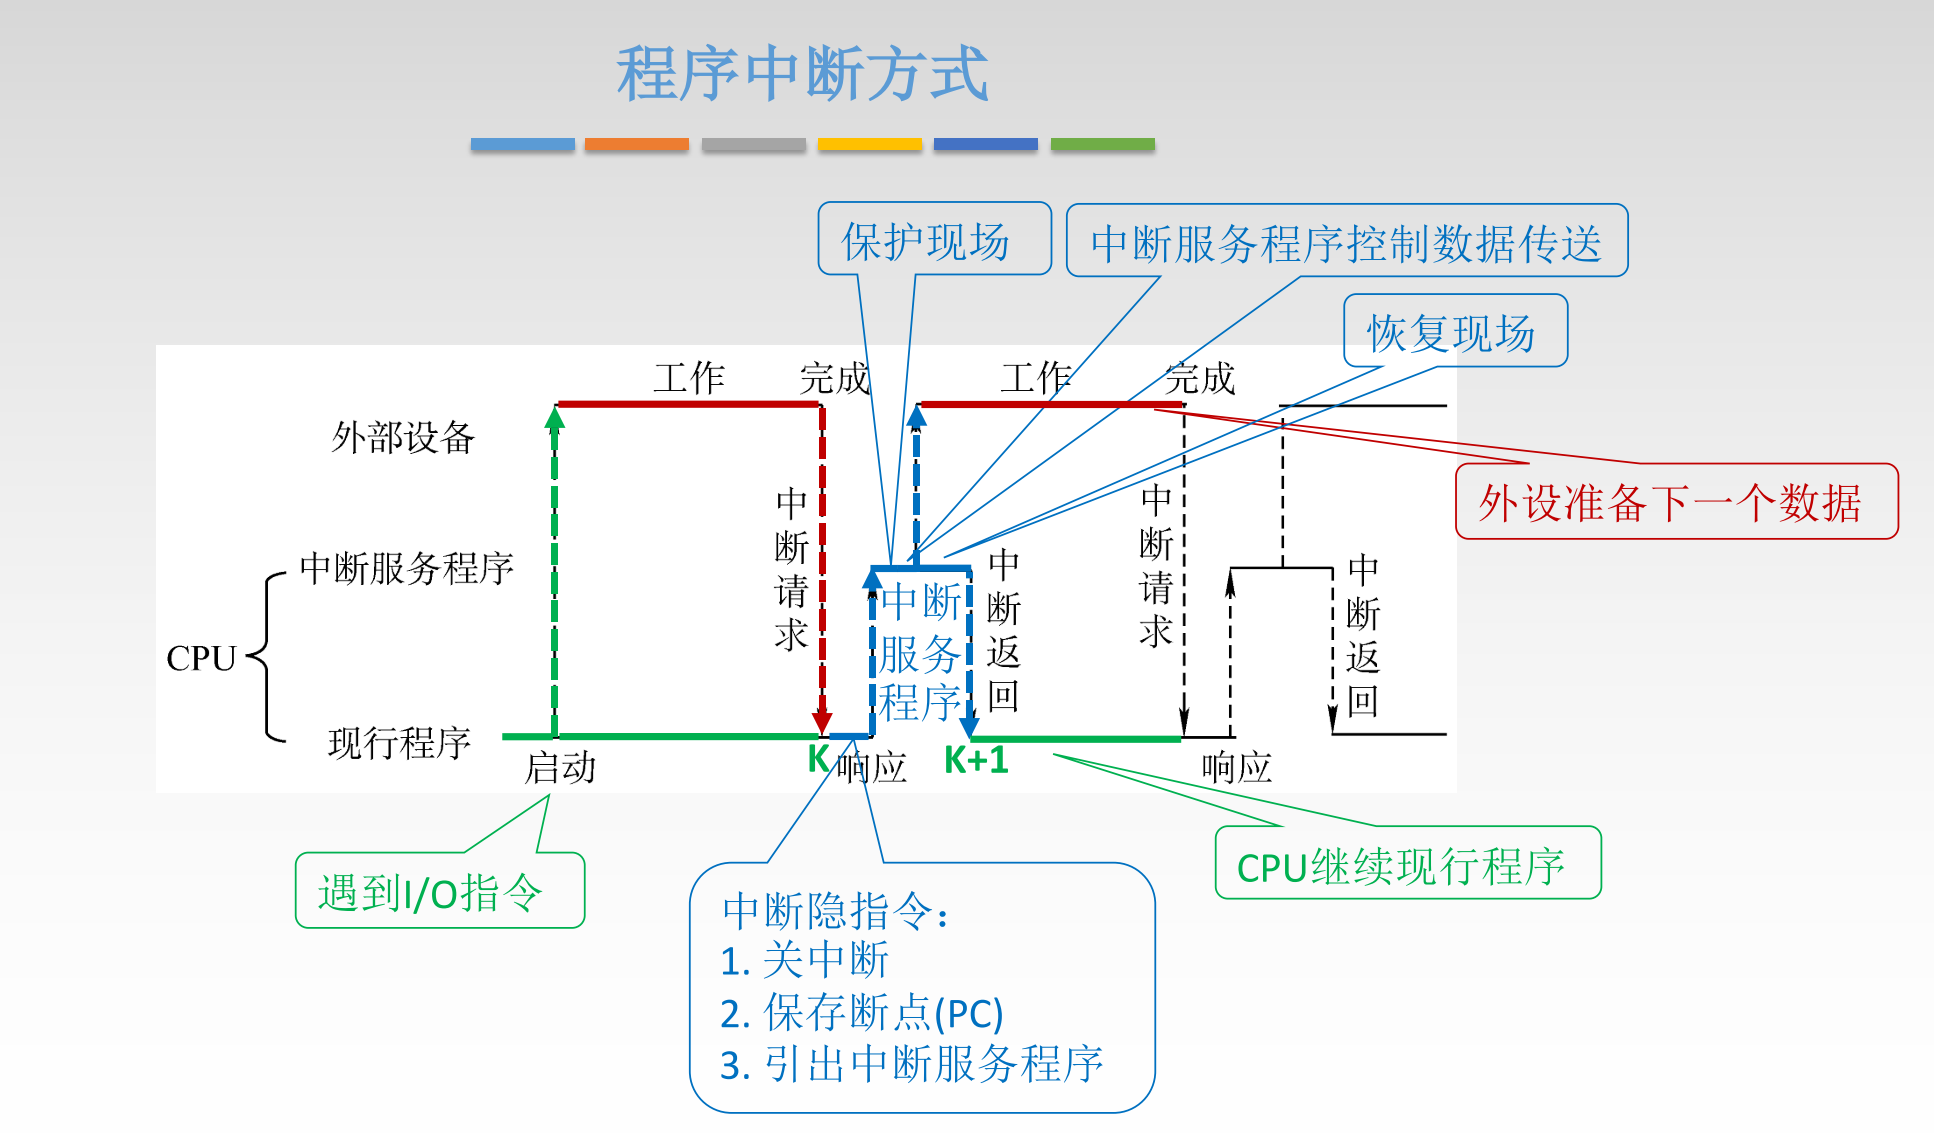 程序中断方式
保护现场
中断服务程序控制数据传送
恢复现场
工作
完成
工作
完成
外部设备
外设准备下一个数据
中断请求
中断请求
中断服务程序
中断返回
中断返回
中断
服务
程序
CPU
现行程序
启动
K
响应
K+1
响应
遇到I/O指令
CPU继续现行程序
中断隐指令：
1. 关中断
2. 保存断点(PC)
3. 引出中断服务程序